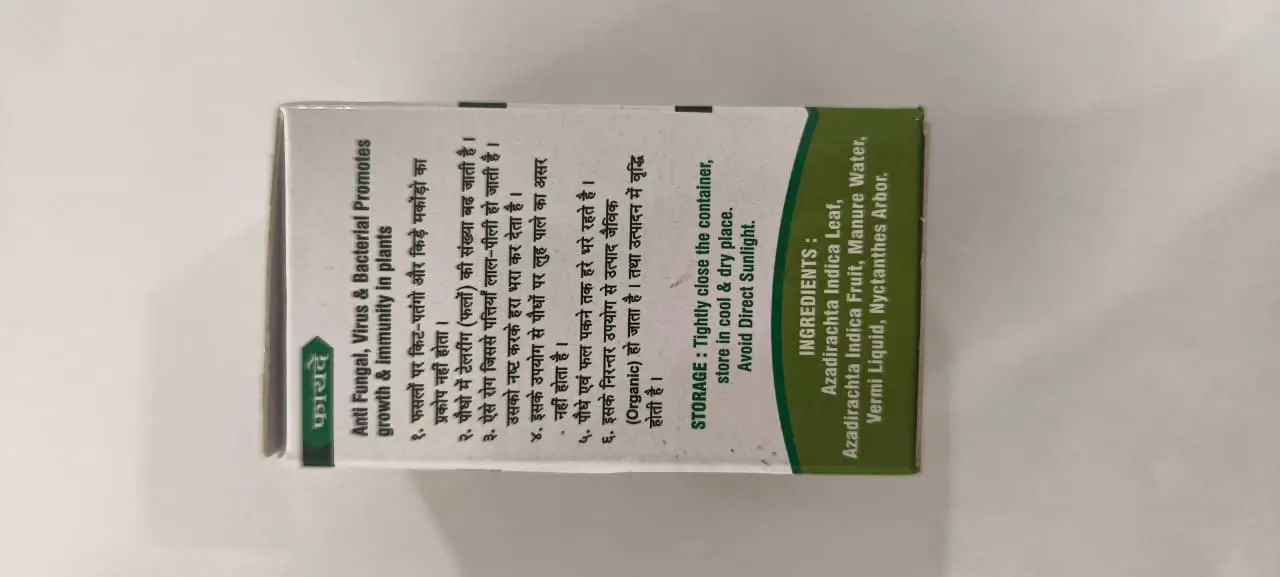 फायदे
Anti Fungal, Virus & Bacterial Promotes
growth & immunity in plants
१. फसलों पर किट-पतंगो और किड़े मकोंड़ो का
प्रकोप नहीं होता।
२. पौधों में टेलरींग (फलों) की संख्या बढ जाती है।
३. ऐसे रोग जिससे पत्तियाँ लाल-पीली हो जाती है।
उसको नष्ट करके हरा भरा कर देता है।
४. इसके उपयोग से पौधों पर लुह पाले का असर
नहीं होता है।
५. पौधे एवं फल पकने तक हरे भरे रहते है।
६. इसके निरन्तर उपयोग से उत्पाद जैविक
(Organic) हो जाता है। तथा उत्पादन में वृद्धि
होती है।
STORAGE : Tightly close the container,
store in cool & dry place.
Avoid Direct Sunlight.
INGREDIENTS :
Azadirachta Indica Leaf,
Azadirachta Indica Fruit, Manure Water,
Vermi Liquid, Nyctanthes Arbor.